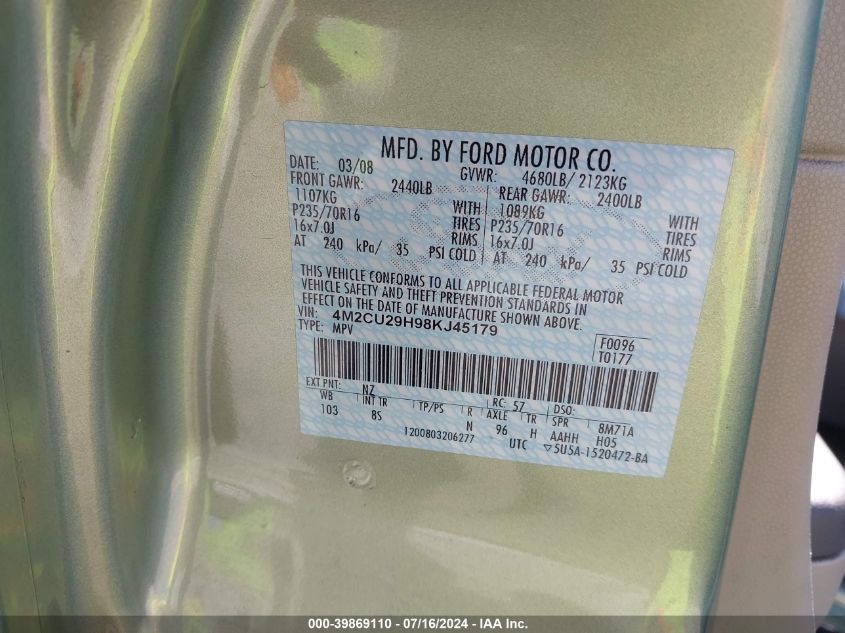 MFD. BY FORD MOTOR CO.
DATE: 03/08 GVWR: 4680LB/ 2123KG
FRONT GAWR: 2440LB REAR GAWR: 2400LB
1107KG WITH 1089KG WITH
P235/70R16 TIRES P235/70R16 TIRES
16x7.0J RIMS 16x7.0J RIMS
AT 240 kPa/ 35 PSI COLD AT 240 kPa/ 35 PSI COLD
THIS VEHICLE CONFORMS TO ALL APPLICABLE FEDERAL MOTOR
VEHICLE SAFETY AND THEFT PREVENTION STANDARDS IN
EFFECT ON THE DATE OF MANUFACTURE SHOWN ABOVE.
VIN: 4M2CU29H98KJ45179
TYPE: MPV
F0096
T0177
EXT PNT: NZ RC: 57 DSO:
WB INT TR TP/PS R AXLE TR SPR 8M71A
103 8S N 96 H AAHH H05
1200803206277 UTC ▽5U5A-1520472-BA
000-39869110 - 07/16/2024 - IAA Inc.